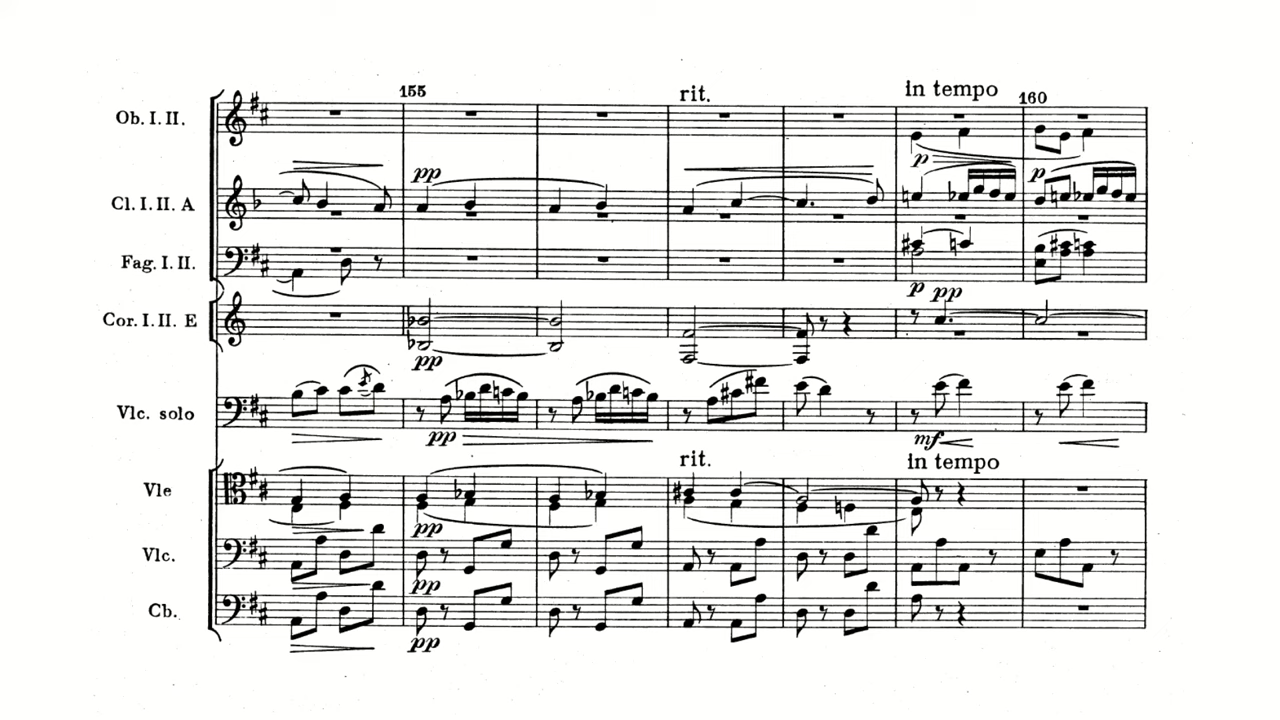 155
rit.
in tempo
160
Ob. I. II.
p
pp
p
Cl. I. II. A
Fag. I. II.
p pp
Cor. I. II. E
pp
Vlc. solo
pp
mf
rit.
in tempo
Vle
pp
Vlc.
pp
Cb.
pp